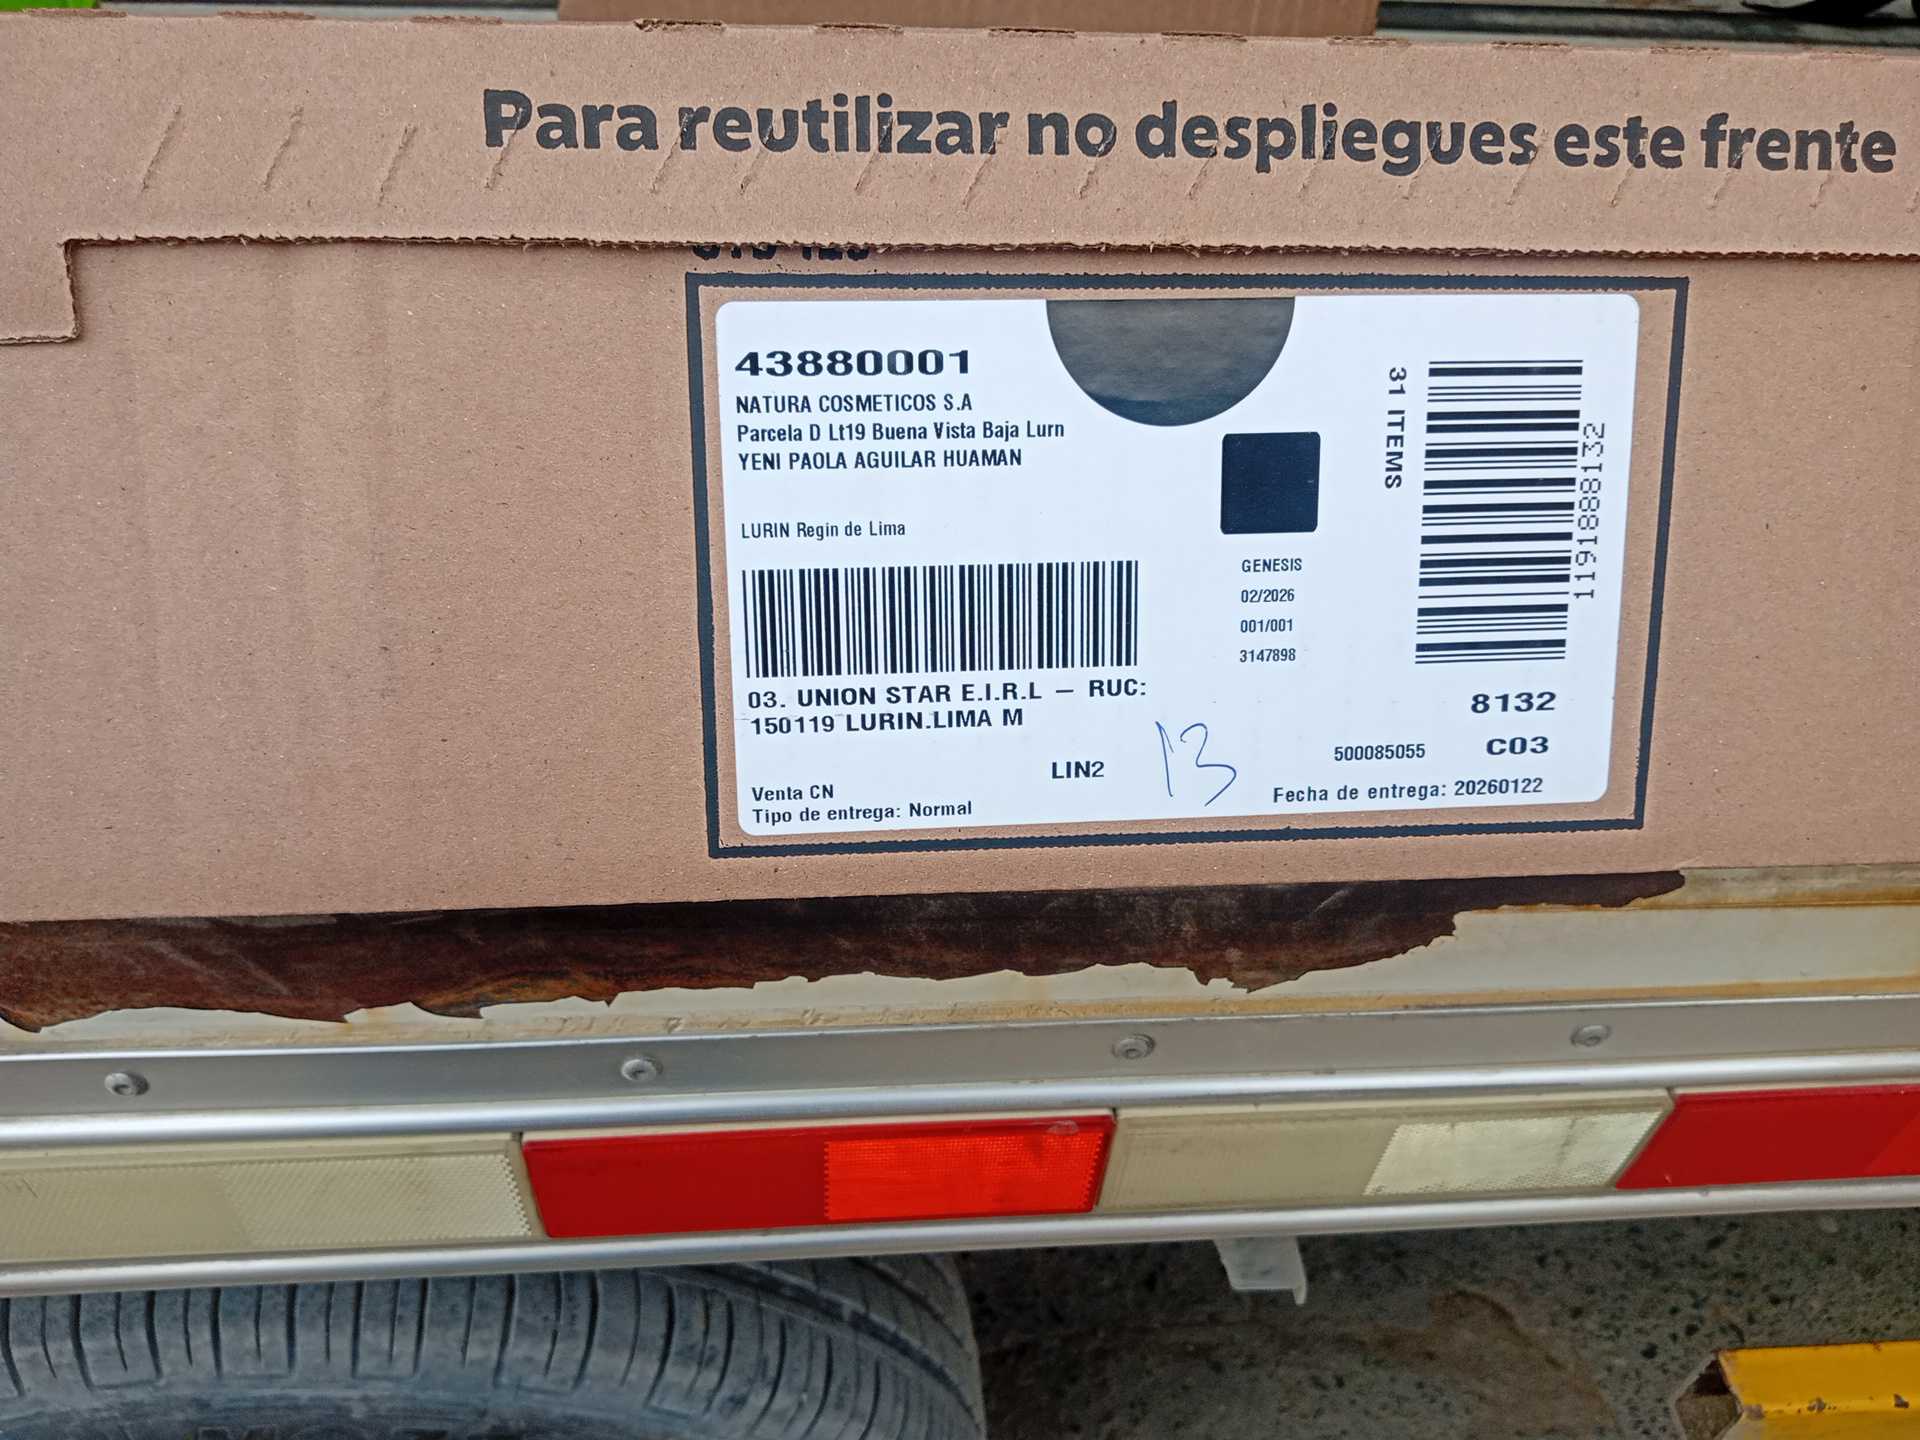 Para reutilizar no despliegues este frente
43880001
NATURA COSMETICOS S.A
Parcela D Lt19 Buena Vista Baja Lurn
YENI PAOLA AGUILAR HUAMAN
LURIN Regin de Lima
03. UNION STAR E.I.R.L – RUC:
150119 LURIN.LIMA M
LIN2
13
Venta CN
Tipo de entrega: Normal
GENESIS
02/2026
001/001
3147898
31 ITEMS
1191888132
8132
500085055
C03
Fecha de entrega: 20260122